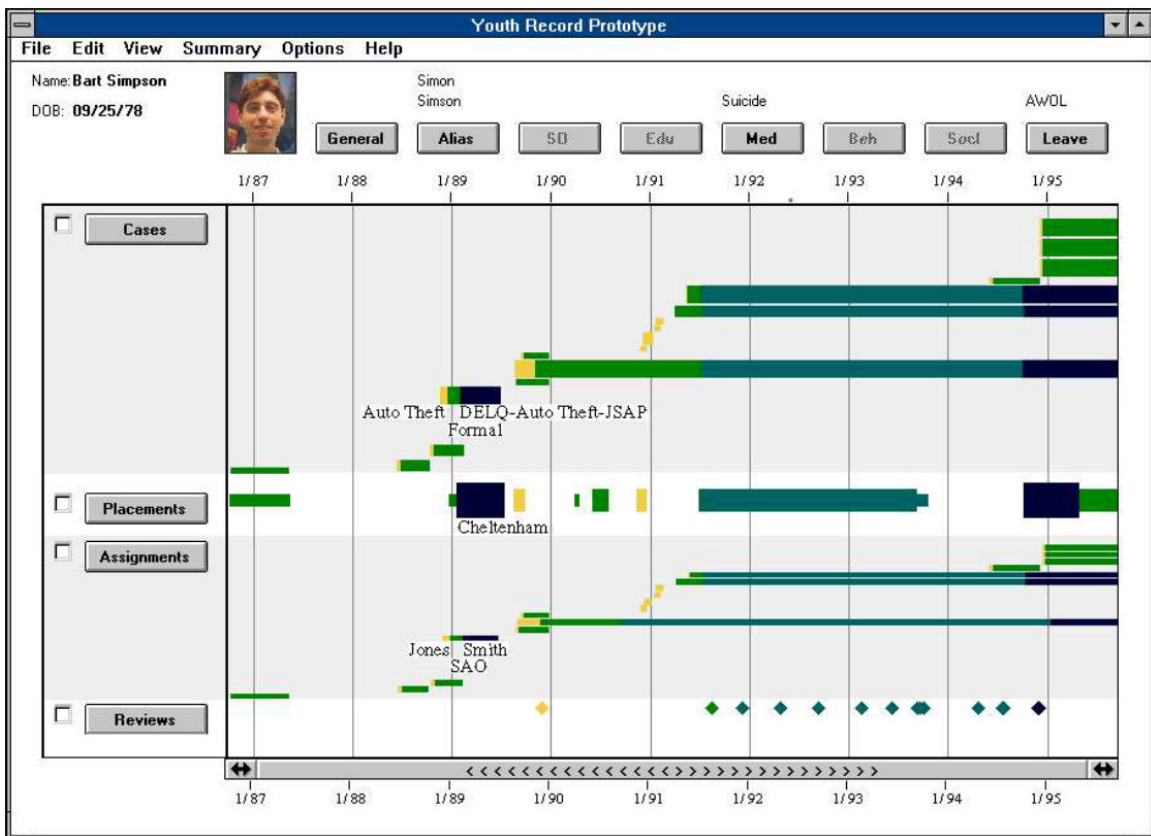 Youth Record Prototype
File Edit View Summary Options Help
Name: Bart Simpson
DOB: 09/25/78
Simon
Simson
Suicide
AWOL
General Alias SO Edu Med Beh Socl Leave
1/87 1/88 1/89 1/90 1/91 1/92 1/93 1/94 1/95
Cases
Auto Theft DELQ-Auto Theft-JSAP
Formal
Placements
Cheltenham
Assignments
Jones Smith
SAO
Reviews
< < < < < < < < < < < < > > > > > > > > > > > >
1/87 1/88 1/89 1/90 1/91 1/92 1/93 1/94 1/95